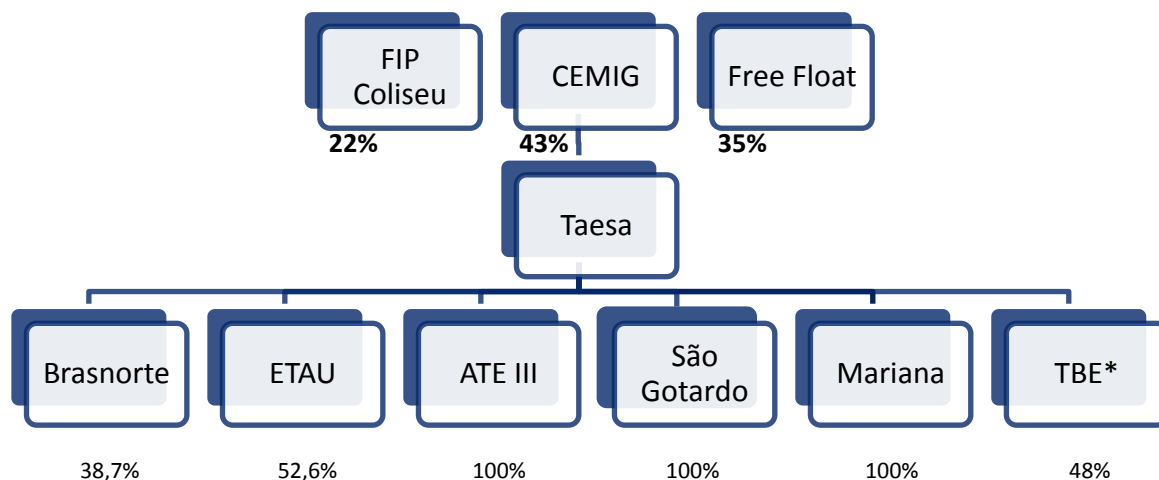 FIP
Coliseu
CEMIG
Free Float
22%
43%
35%
Taesa
Brasnorte
ETAU
ATE III
São
Gotardo
Mariana
TBE*
38,7%
52,6%
100%
100%
100%
48%